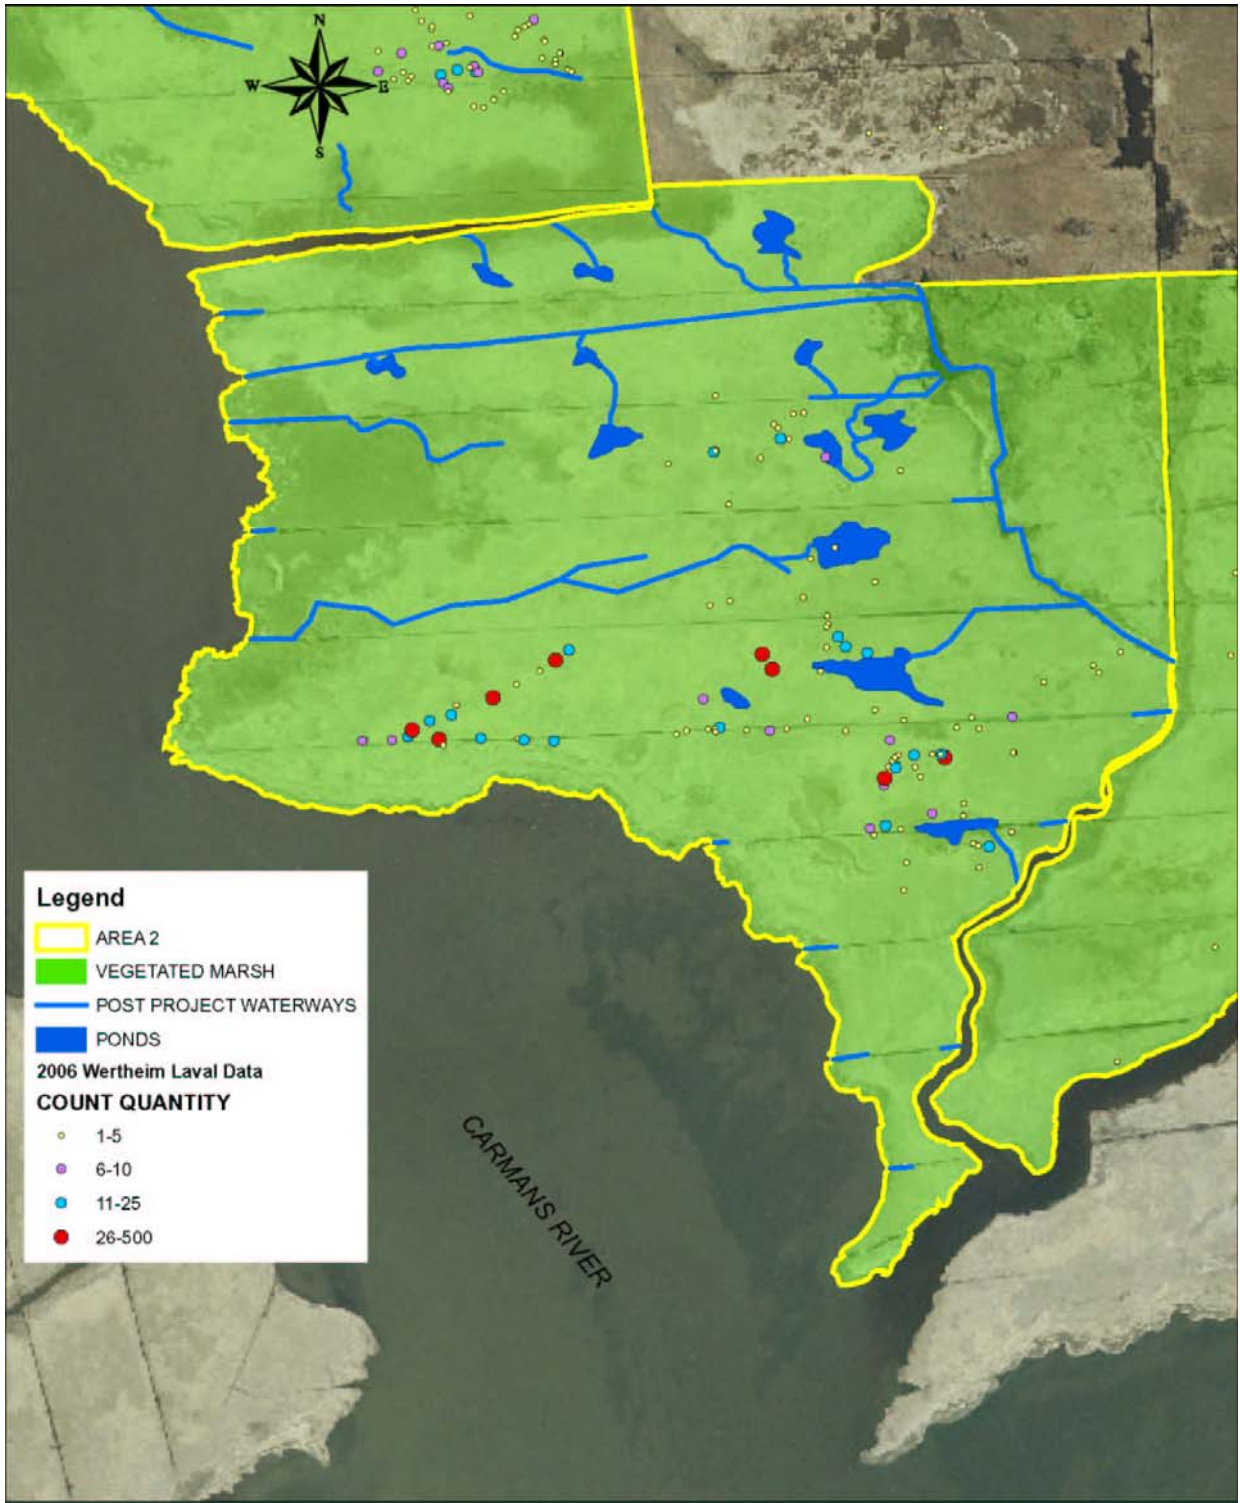 N
W E
S
Legend
AREA 2
VEGETATED MARSH
POST PROJECT WATERWAYS
PONDS
2006 Wertheim Laval Data
COUNT QUANTITY
1-5
6-10
11-25
26-500
CARMANS RIVER